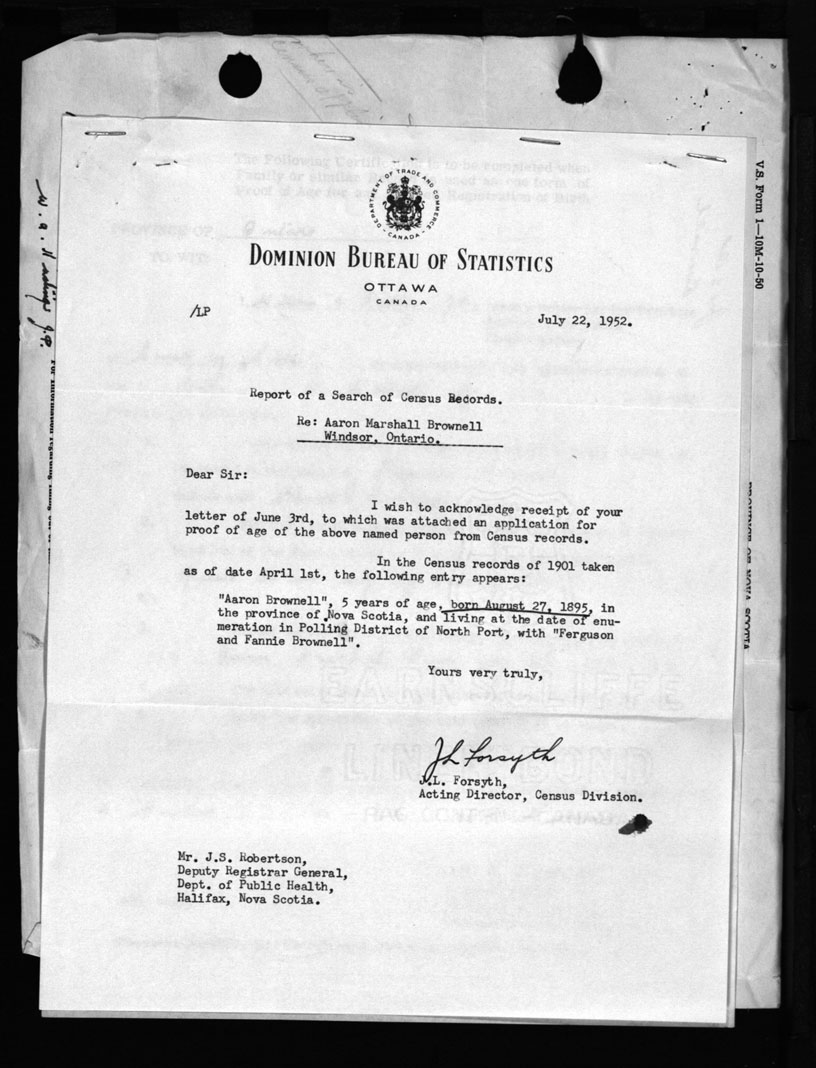 DEPARTMENT OF TRADE AND COMMERCE
- CANADA -
DOMINION BUREAU OF STATISTICS
OTTAWA
CANADA
/LP
July 22, 1952.
Report of a Search of Census Records.
Re: Aaron Marshall Brownell
Windsor, Ontario.
Dear Sir:
I wish to acknowledge receipt of your
letter of June 3rd, to which was attached an application for
proof of age of the above named person from Census records.
In the Census records of 1901 taken
as of date April 1st, the following entry appears:
"Aaron Brownell", 5 years of age, born August 27, 1895, in
the province of Nova Scotia, and living at the date of enu-
meration in Polling District of North Port, with "Ferguson
and Fannie Brownell".
Yours very truly,
JL Forsyth
J.L. Forsyth,
Acting Director, Census Division.
Mr. J.S. Robertson,
Deputy Registrar General,
Dept. of Public Health,
Halifax, Nova Scotia.
V.S. Form 1—10M-10-50
PROVINCE OF NOVA SCOTIA
W. A. Hastings J.P.